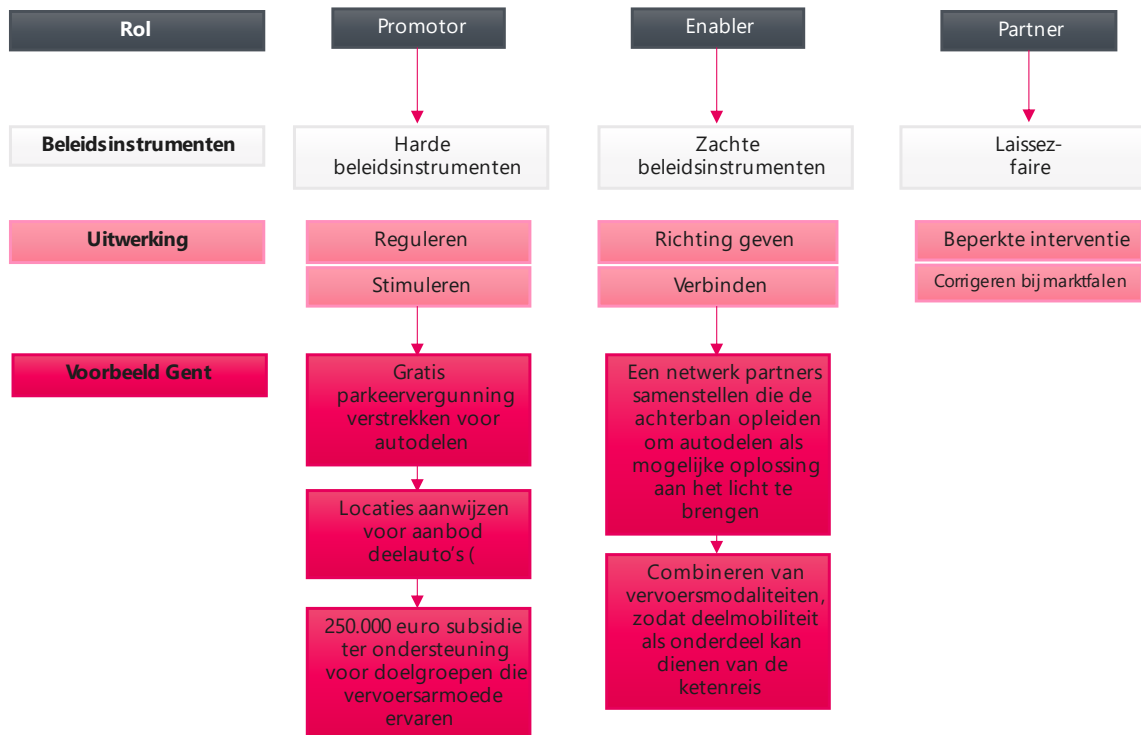 Rol
Promotor
Enabler
Partner
Beleidsinstrumenten
Harde
beleidsinstrumenten
Zachte
beleidsinstrumenten
Laissez-
faire
Uitwerking
Reguleren
Richting geven
Beperkte interventie
Stimuleren
Verbinden
Corrigeren bij marktfalen
Voorbeeld Gent
Gratis
parkeervergunning
verstrekken voor
autodelen
Locaties aanwijzen
voor aanbod
deelauto's (
250.000 euro subsidie
ter ondersteuning
voor doelgroepen die
vervoersarmoede
ervaren
Een netwerk partners
samenstellen die de
achterban opleiden
om autodelen als
mogelijke oplossing
aan het licht te
brengen
Combineren van
vervoersmodaliteiten,
zodat deelmobiliteit
als onderdeel kan
dienen van de
ketenreis